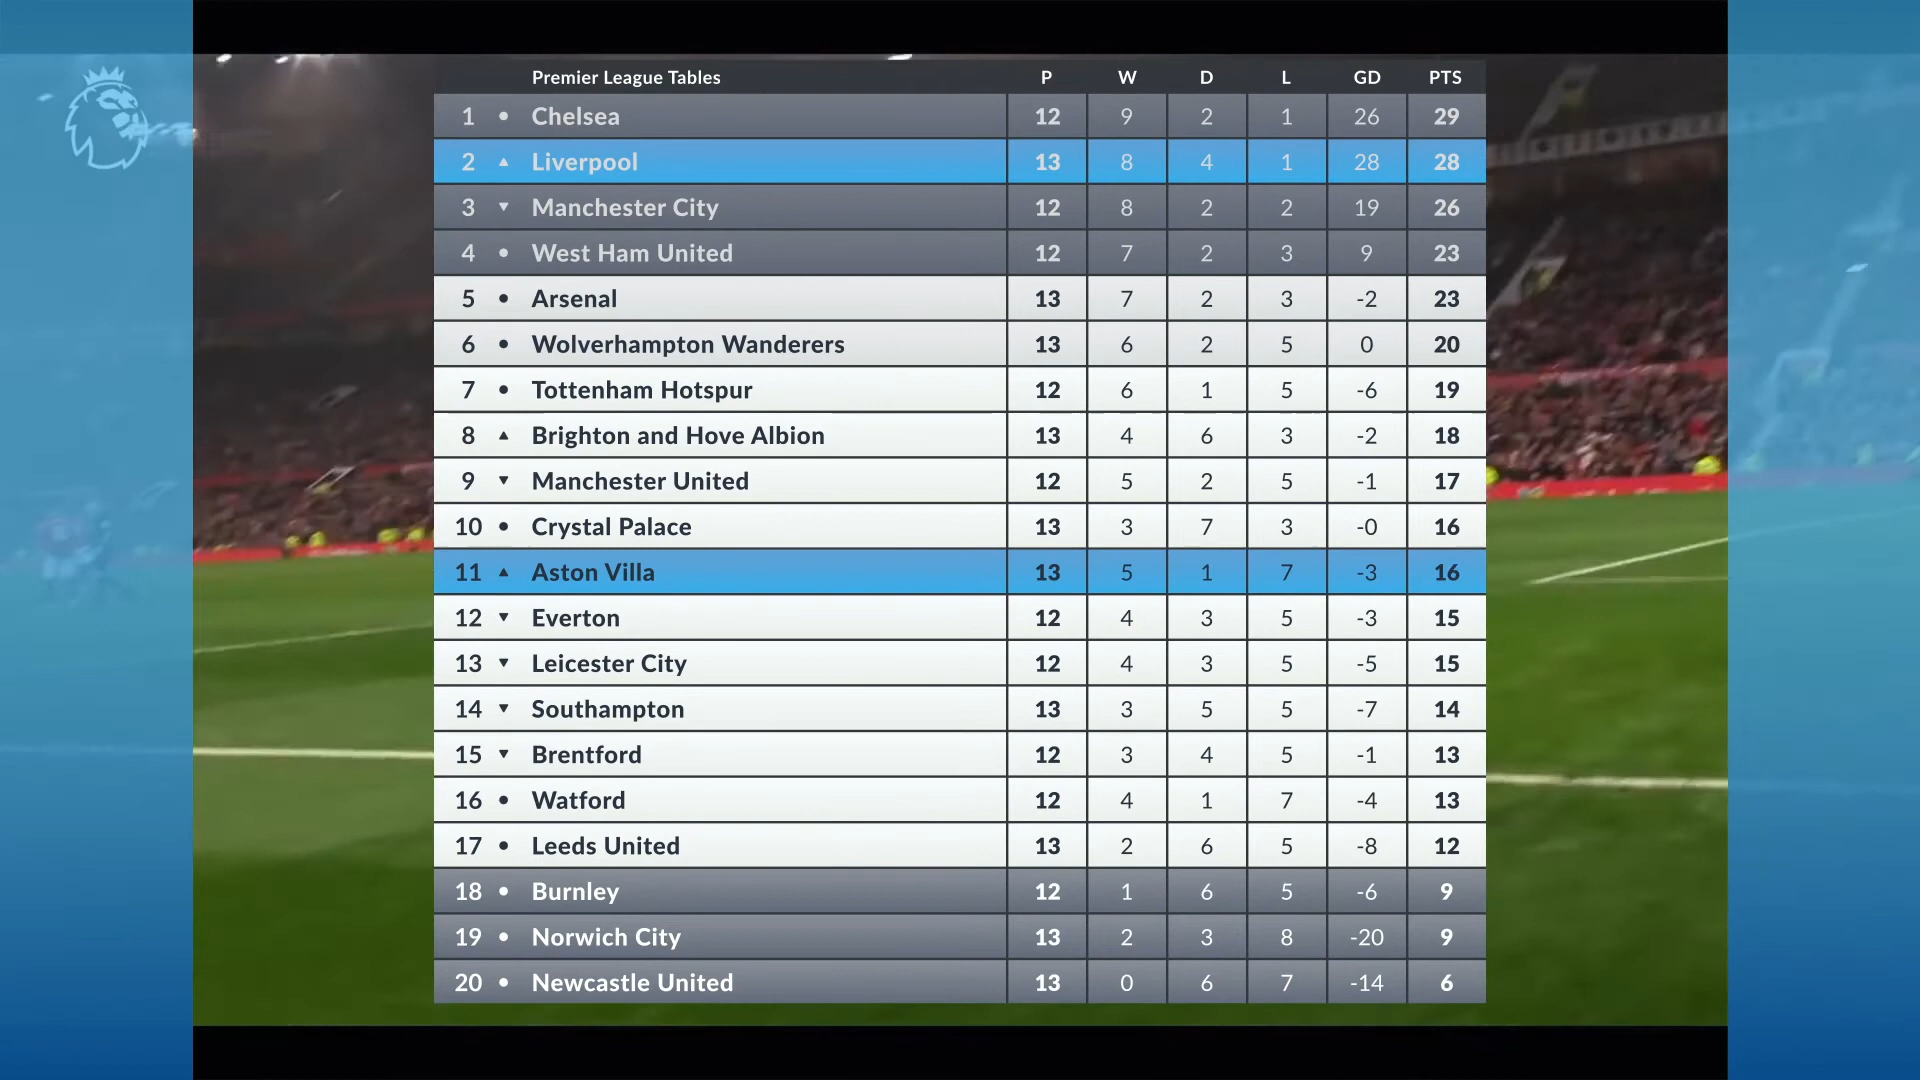 Premier League Tables P W D L GD PTS
1 • Chelsea 12 9 2 1 26 29
2 ▲ Liverpool 13 8 4 1 28 28
3 ▼ Manchester City 12 8 2 2 19 26
4 • West Ham United 12 7 2 3 9 23
5 • Arsenal 13 7 2 3 -2 23
6 • Wolverhampton Wanderers 13 6 2 5 0 20
7 • Tottenham Hotspur 12 6 1 5 -6 19
8 ▲ Brighton and Hove Albion 13 4 6 3 -2 18
9 ▼ Manchester United 12 5 2 5 -1 17
10 • Crystal Palace 13 3 7 3 -0 16
11 ▲ Aston Villa 13 5 1 7 -3 16
12 ▼ Everton 12 4 3 5 -3 15
13 ▼ Leicester City 12 4 3 5 -5 15
14 ▼ Southampton 13 3 5 5 -7 14
15 ▼ Brentford 12 3 4 5 -1 13
16 • Watford 12 4 1 7 -4 13
17 • Leeds United 13 2 6 5 -8 12
18 • Burnley 12 1 6 5 -6 9
19 • Norwich City 13 2 3 8 -20 9
20 • Newcastle United 13 0 6 7 -14 6